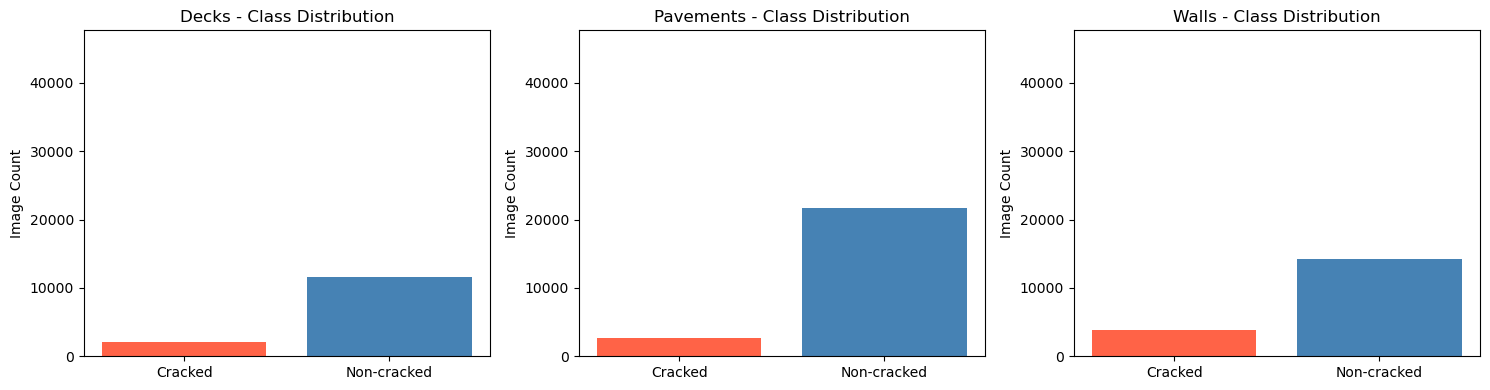 Decks - Class Distribution
Image Count
40000
30000
20000
10000
0
Cracked
Non-cracked
Pavements - Class Distribution
Image Count
40000
30000
20000
10000
0
Cracked
Non-cracked
Walls - Class Distribution
Image Count
40000
30000
20000
10000
0
Cracked
Non-cracked